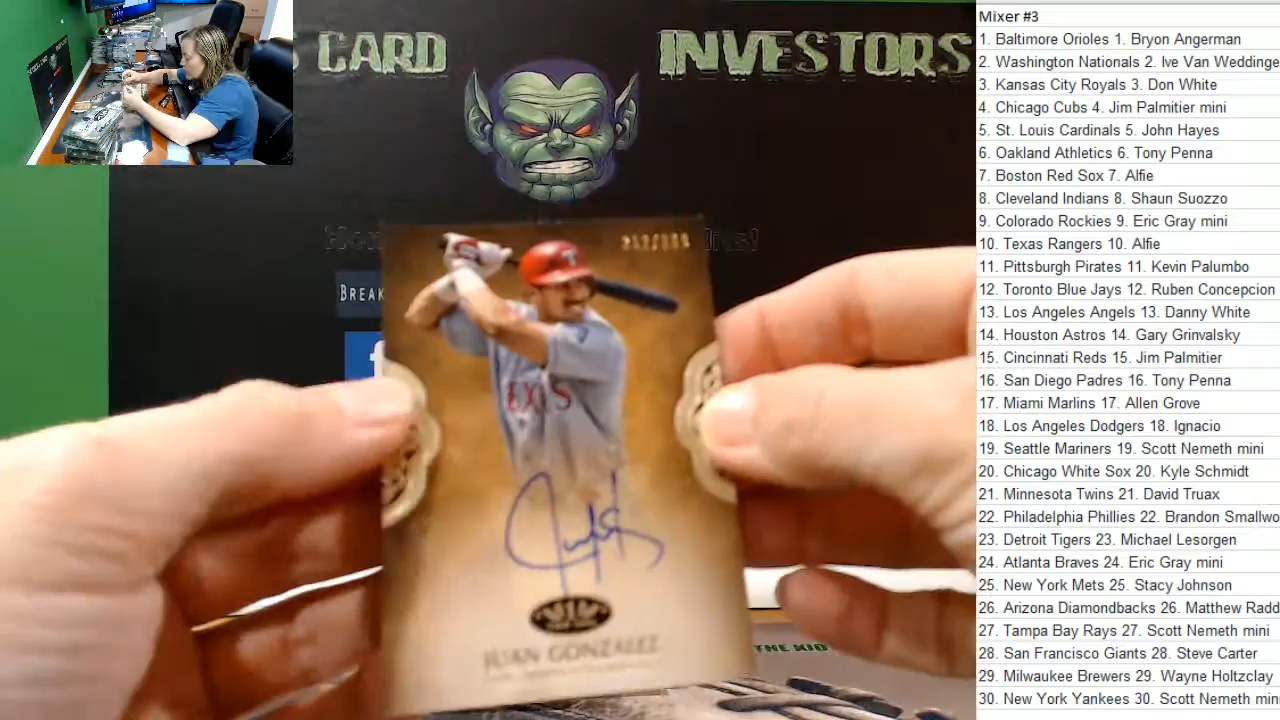 CARD INVESTORS
BREAK
f
TEXAS
JUAN GONZALEZ
THE KID
Mixer #3
1. Baltimore Orioles 1. Bryon Angerman
2. Washington Nationals 2. Ive Van Weddinge
3. Kansas City Royals 3. Don White
4. Chicago Cubs 4. Jim Palmitier mini
5. St. Louis Cardinals 5. John Hayes
6. Oakland Athletics 6. Tony Penna
7. Boston Red Sox 7. Alfie
8. Cleveland Indians 8. Shaun Suozzo
9. Colorado Rockies 9. Eric Gray mini
10. Texas Rangers 10. Alfie
11. Pittsburgh Pirates 11. Kevin Palumbo
12. Toronto Blue Jays 12. Ruben Concepcion
13. Los Angeles Angels 13. Danny White
14. Houston Astros 14. Gary Grinvalsky
15. Cincinnati Reds 15. Jim Palmitier
16. San Diego Padres 16. Tony Penna
17. Miami Marlins 17. Allen Grove
18. Los Angeles Dodgers 18. Ignacio
19. Seattle Mariners 19. Scott Nemeth mini
20. Chicago White Sox 20. Kyle Schmidt
21. Minnesota Twins 21. David Truax
22. Philadelphia Phillies 22. Brandon Smallwo
23. Detroit Tigers 23. Michael Lesorgen
24. Atlanta Braves 24. Eric Gray mini
25. New York Mets 25. Stacy Johnson
26. Arizona Diamondbacks 26. Matthew Radd
27. Tampa Bay Rays 27. Scott Nemeth mini
28. San Francisco Giants 28. Steve Carter
29. Milwaukee Brewers 29. Wayne Holtzclay
30. New York Yankees 30. Scott Nemeth min